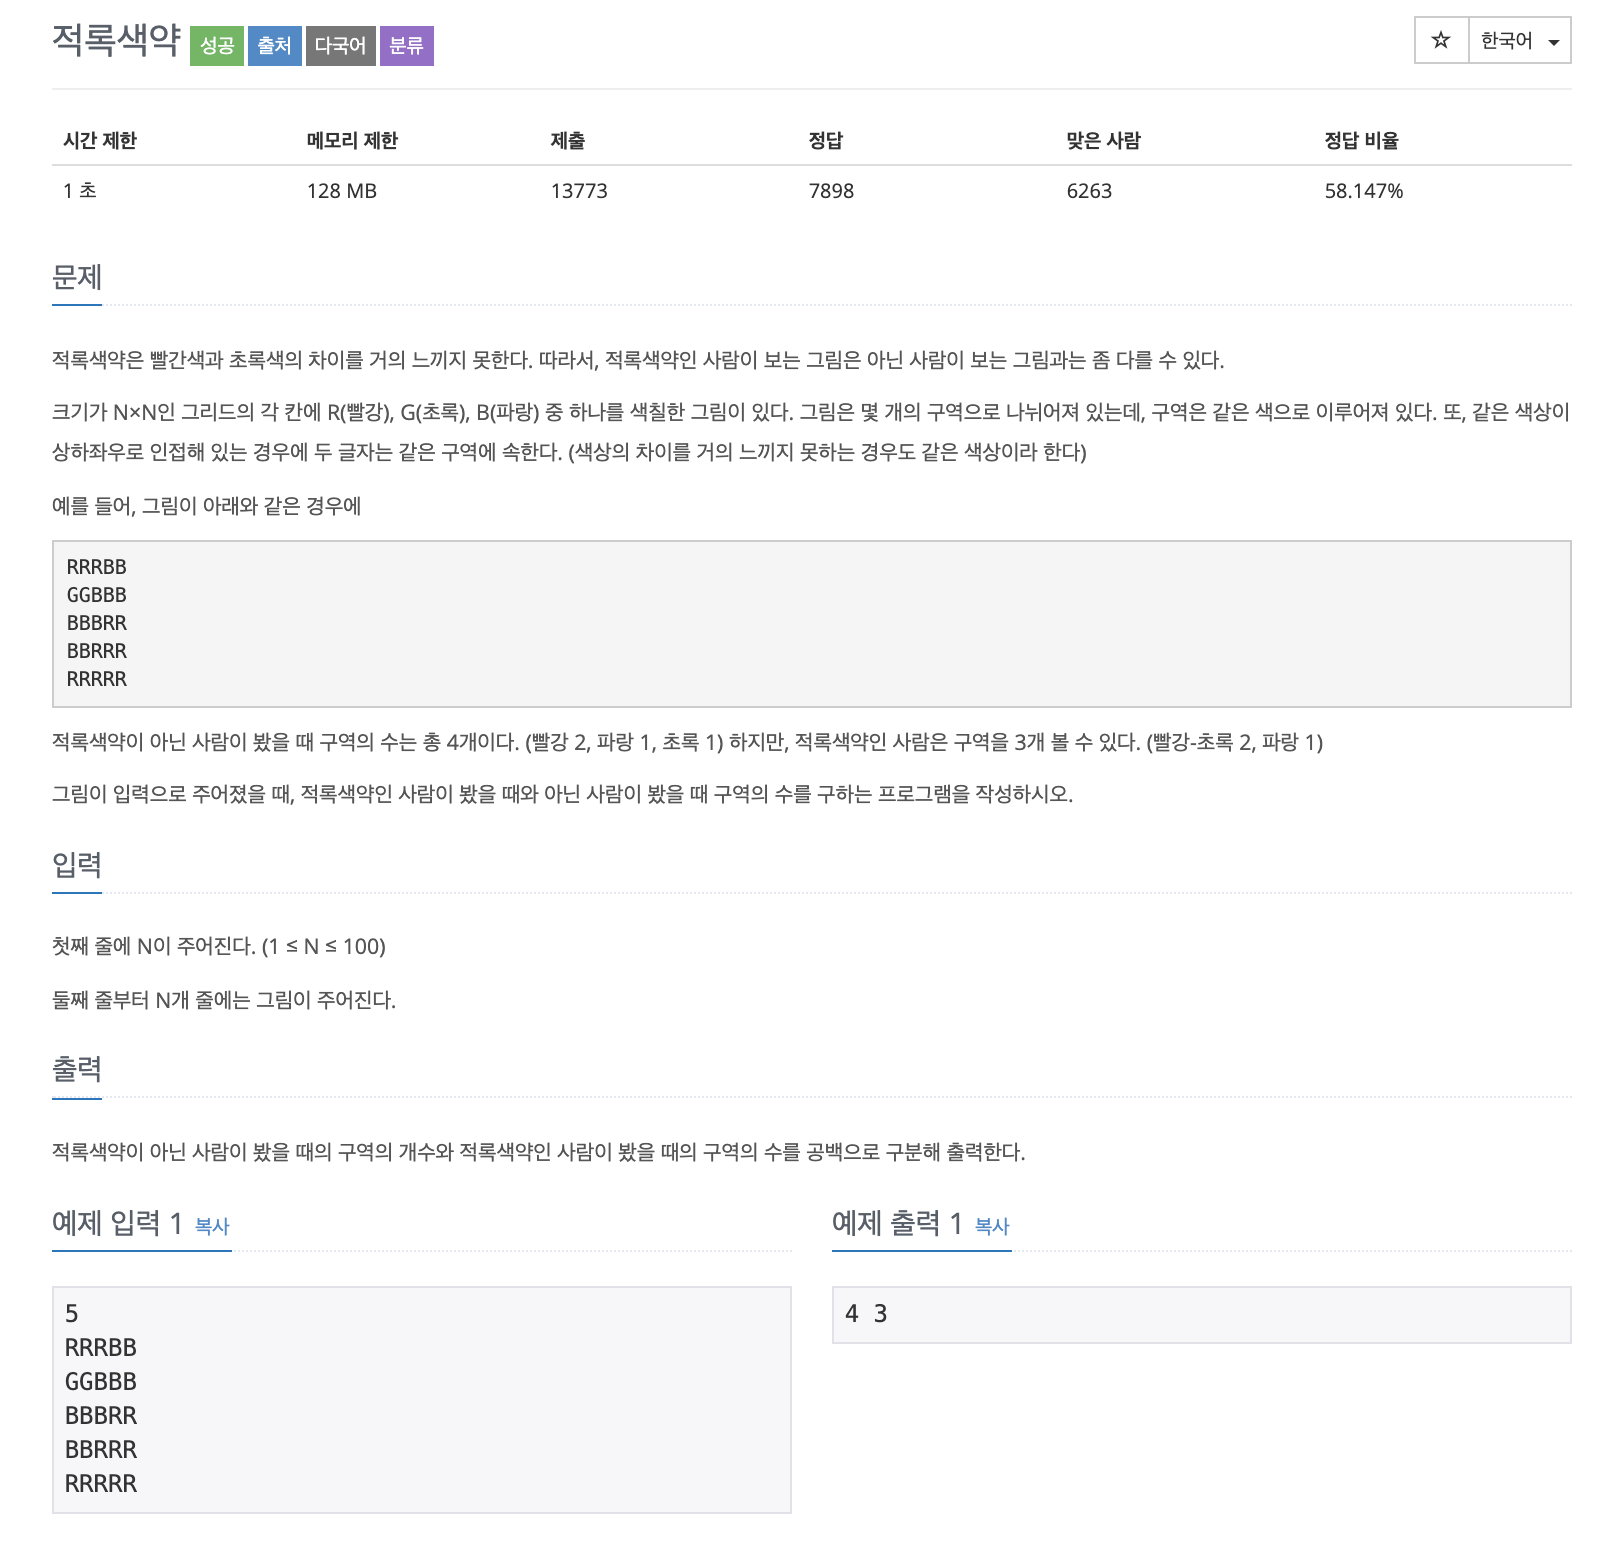 적록색약 성공 출처 다국어 분류
☆ 한국어
시간 제한 메모리 제한 제출 정답 맞은 사람 정답 비율
1 초 128 MB 13773 7898 6263 58.147%
문제
적록색약은 빨간색과 초록색의 차이를 거의 느끼지 못한다. 따라서, 적록색약인 사람이 보는 그림은 아닌 사람이 보는 그림과는 좀 다를 수 있다.
크기가 N×N인 그리드의 각 칸에 R(빨강), G(초록), B(파랑) 중 하나를 색칠한 그림이 있다. 그림은 몇 개의 구역으로 나뉘어져 있는데, 구역은 같은 색으로 이루어져 있다. 또, 같은 색상이
상하좌우로 인접해 있는 경우에 두 글자는 같은 구역에 속한다. (색상의 차이를 거의 느끼지 못하는 경우도 같은 색상이라 한다)
예를 들어, 그림이 아래와 같은 경우에
RRRBB
GGBBB
BBBRR
BBRRR
RRRRR
적록색약이 아닌 사람이 봤을 때 구역의 수는 총 4개이다. (빨강 2, 파랑 1, 초록 1) 하지만, 적록색약인 사람은 구역을 3개 볼 수 있다. (빨강-초록 2, 파랑 1)
그림이 입력으로 주어졌을 때, 적록색약인 사람이 봤을 때와 아닌 사람이 봤을 때 구역의 수를 구하는 프로그램을 작성하시오.
입력
첫째 줄에 N이 주어진다. (1 ≤ N ≤ 100)
둘째 줄부터 N개 줄에는 그림이 주어진다.
출력
적록색약이 아닌 사람이 봤을 때의 구역의 개수와 적록색약인 사람이 봤을 때의 구역의 수를 공백으로 구분해 출력한다.
예제 입력 1 복사
5
RRRBB
GGBBB
BBBRR
BBRRR
RRRRR
예제 출력 1 복사
4 3